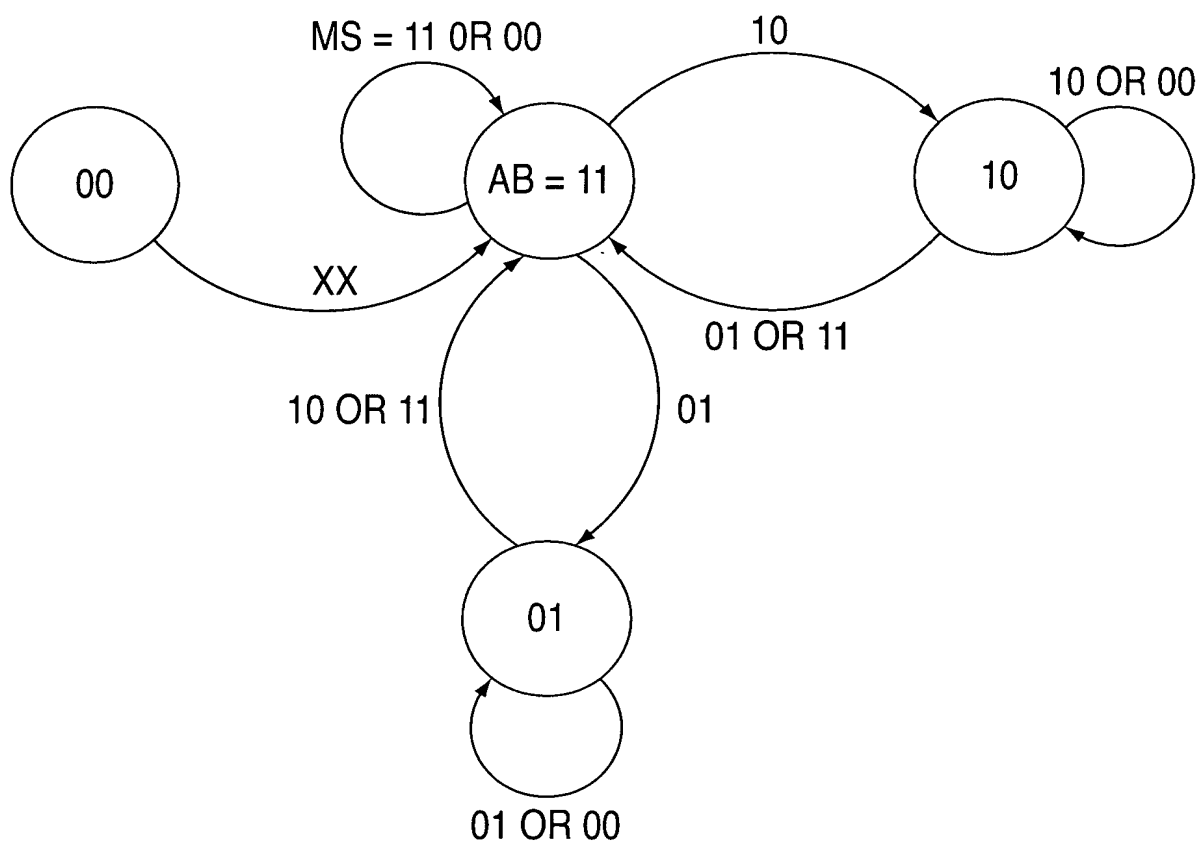 MS = 11 0R 00
10
10 OR 00
00
AB = 11
10
XX
01 OR 11
10 OR 11
01
01
01 OR 00